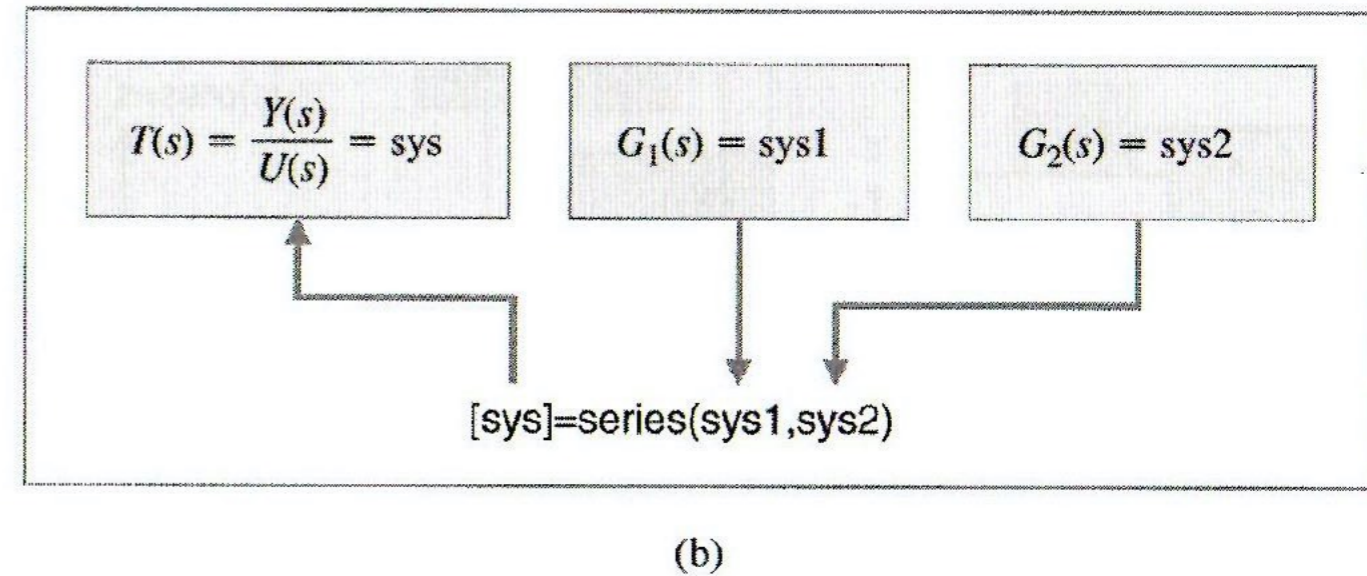 T(s) = Y(s)/U(s) = sys
G₁(s) = sys1
G₂(s) = sys2
[sys]=series(sys1,sys2)
(b)